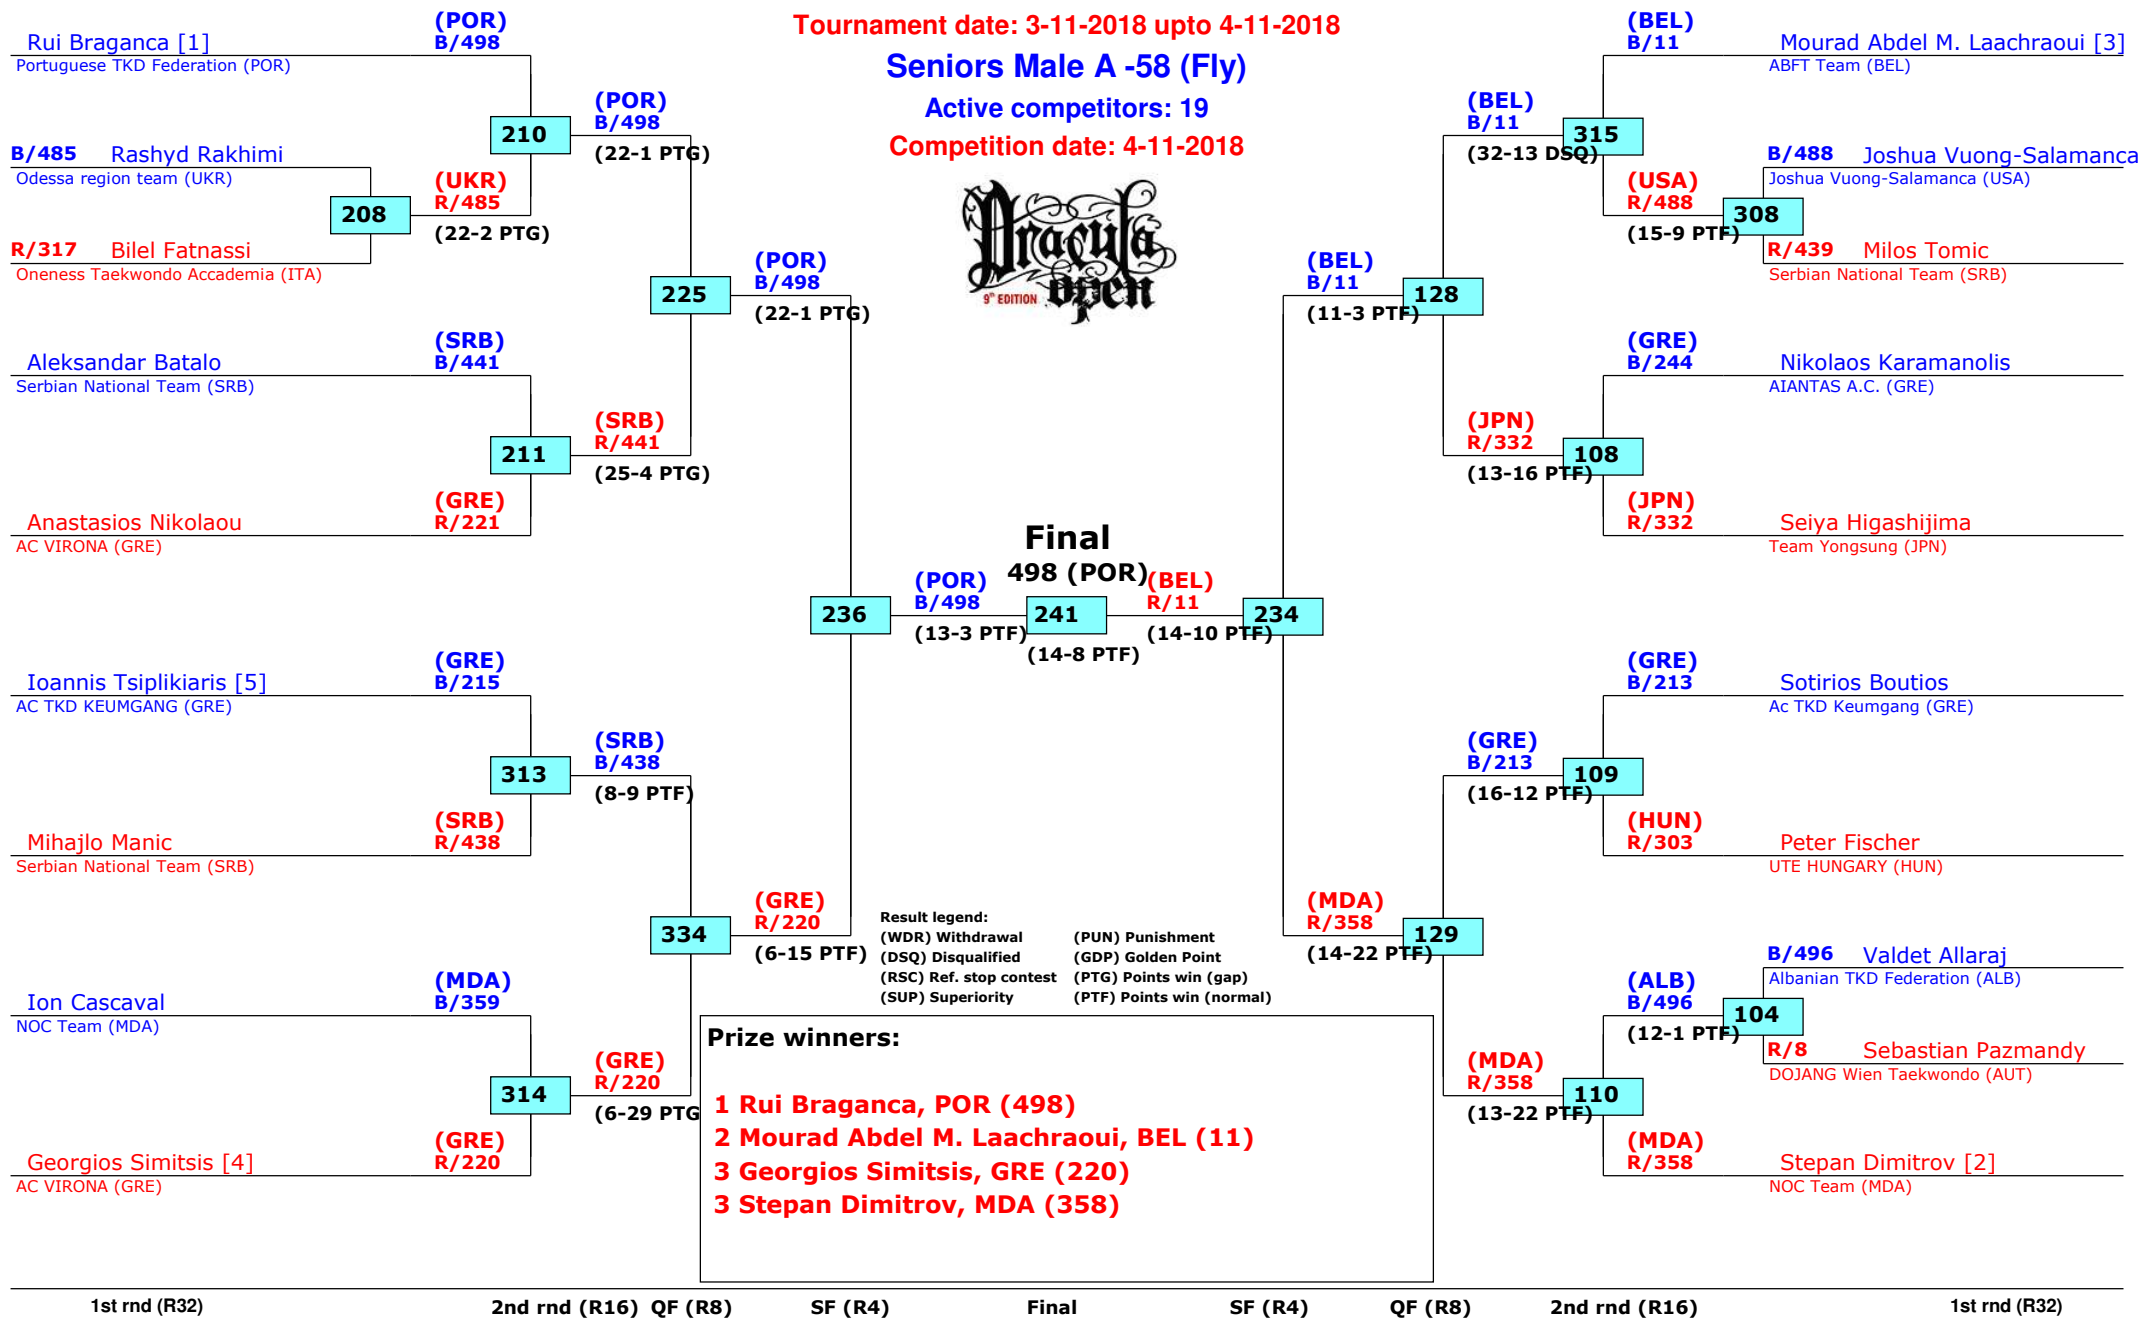 Tournament date: 3-11-2018 upto 4-11-2018
Seniors Male A -58 (Fly)
Active competitors: 19
Competition date: 4-11-2018
Dracula
open
9th EDITION
Rui Braganca [1]
Portuguese TKD Federation (POR)
(POR)
B/498
B/485 Rashyd Rakhimi
Odessa region team (UKR)
208
R/317 Bilel Fatnassi
Oneness Taekwondo Accademia (ITA)
(UKR)
R/485
(22-2 PTG)
210
(POR)
B/498
(22-1 PTG)
Aleksandar Batalo
Serbian National Team (SRB)
(SRB)
B/441
211
Anastasios Nikolaou
AC VIRONA (GRE)
(GRE)
R/221
(SRB)
R/441
(25-4 PTG)
225
(POR)
B/498
(22-1 PTG)
Ioannis Tsiplikiaris [5]
AC TKD KEUMGANG (GRE)
(GRE)
B/215
313
Mihajlo Manic
Serbian National Team (SRB)
(SRB)
R/438
(SRB)
B/438
(8-9 PTF)
Ion Cascaval
NOC Team (MDA)
(MDA)
B/359
314
Georgios Simitsis [4]
AC VIRONA (GRE)
(GRE)
R/220
(GRE)
R/220
(6-29 PTG
334
(GRE)
R/220
(6-15 PTF)
236
(POR)
B/498
(13-3 PTF)
Final
498 (POR)
241
(14-8 PTF)
(BEL)
R/11
(14-10 PTF)
234
(BEL)
B/11
(11-3 PTF)
128
(BEL)
B/11
(32-13 DSQ)
315
(BEL)
B/11
Mourad Abdel M. Laachraoui [3]
ABFT Team (BEL)
(USA)
R/488
(15-9 PTF)
308
B/488 Joshua Vuong-Salamanca
Joshua Vuong-Salamanca (USA)
R/439 Milos Tomic
Serbian National Team (SRB)
(JPN)
R/332
(13-16 PTF)
108
(GRE)
B/244
Nikolaos Karamanolis
AIANTAS A.C. (GRE)
(JPN)
R/332
Seiya Higashijima
Team Yongsung (JPN)
(MDA)
R/358
(14-22 PTF)
129
(GRE)
B/213
(16-12 PTF)
109
(GRE)
B/213
Sotirios Boutios
Ac TKD Keumgang (GRE)
(HUN)
R/303
Peter Fischer
UTE HUNGARY (HUN)
(MDA)
R/358
(13-22 PTF)
110
(ALB)
B/496
(12-1 PTF)
104
B/496 Valdet Allaraj
Albanian TKD Federation (ALB)
R/8 Sebastian Pazmandy
DOJANG Wien Taekwondo (AUT)
(MDA)
R/358
Stepan Dimitrov [2]
NOC Team (MDA)
Result legend:
(WDR) Withdrawal (PUN) Punishment
(DSQ) Disqualified (GDP) Golden Point
(RSC) Ref. stop contest (PTG) Points win (gap)
(SUP) Superiority (PTF) Points win (normal)
Prize winners:
1 Rui Braganca, POR (498)
2 Mourad Abdel M. Laachraoui, BEL (11)
3 Georgios Simitsis, GRE (220)
3 Stepan Dimitrov, MDA (358)
1st rnd (R32) 2nd rnd (R16) QF (R8) SF (R4) Final SF (R4) QF (R8) 2nd rnd (R16) 1st rnd (R32)